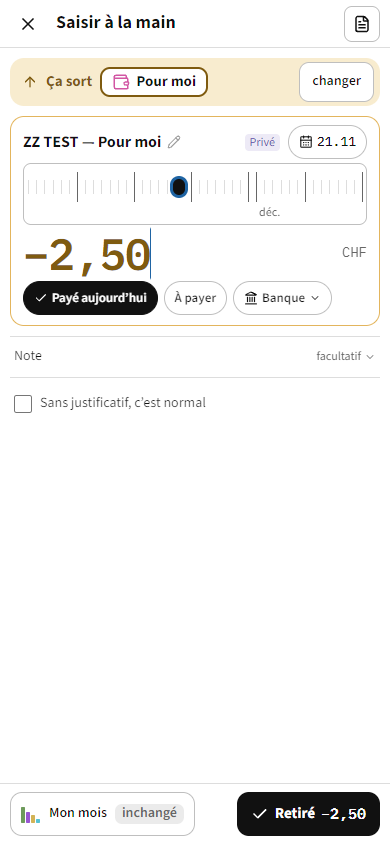 Saisir à la main
Ça sort Pour moi changer
ZZ TEST — Pour moi Privé 21.11
déc.
−2,50 CHF
Payé aujourd’hui À payer Banque
Note facultatif
Sans justificatif, c’est normal
Mon mois inchangé Retiré −2,50